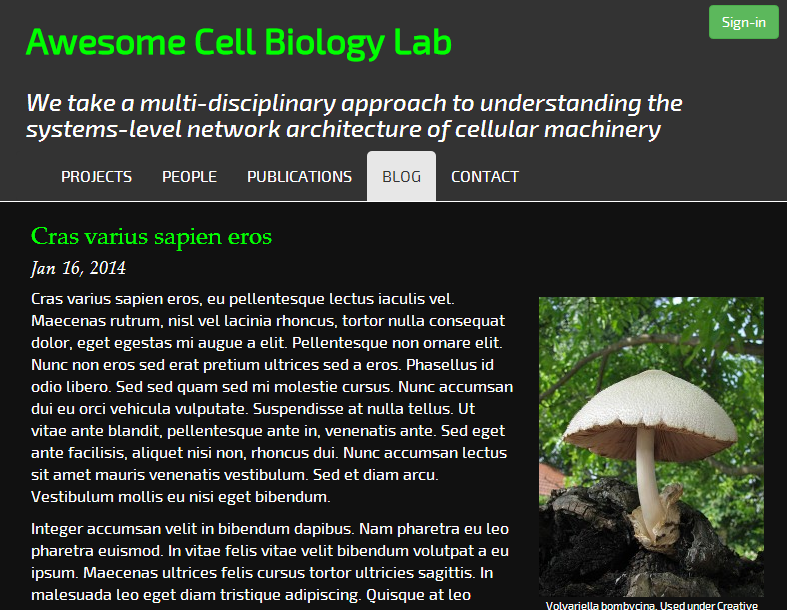 Sign-in
Awesome Cell Biology Lab
We take a multi-disciplinary approach to understanding the
systems-level network architecture of cellular machinery
PROJECTS PEOPLE PUBLICATIONS BLOG CONTACT
Cras varius sapien eros
Jan 16, 2014
Cras varius sapien eros, eu pellentesque lectus iaculis vel.
Maecenas rutrum, nisl vel lacinia rhoncus, tortor nulla consequat
dolor, eget egestas mi augue a elit. Pellentesque non ornare elit.
Nunc non eros sed erat pretium ultrices sed a eros. Phasellus id
odio libero. Sed sed quam sed mi molestie cursus. Nunc accumsan
dui eu orci vehicula vulputate. Suspendisse at nulla tellus. Ut
vitae ante blandit, pellentesque ante in, venenatis ante. Sed eget
ante facilisis, aliquet nisi non, rhoncus dui. Nunc accumsan lectus
sit amet mauris venenatis vestibulum. Sed et diam arcu.
Vestibulum mollis eu nisi eget bibendum.
Integer accumsan velit in bibendum dapibus. Nam pharetra eu leo
pharetra euismod. In vitae felis vitae velit bibendum volutpat a eu
ipsum. Maecenas ultrices felis cursus tortor ultricies sagittis. In
malesuada leo eget diam tristique adipiscing. Quisque at leo
Volvariella bombycina. Used under Creative